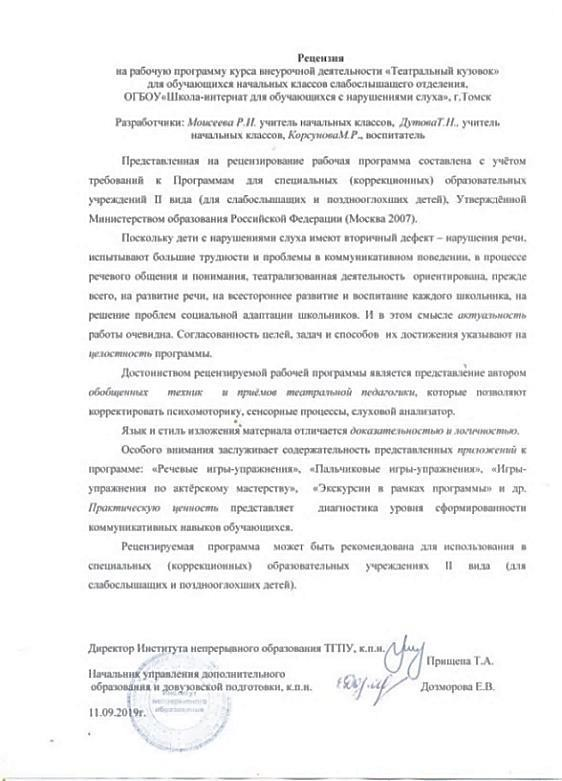 Рецензия
на рабочую программу курса внеурочной деятельности «Театральный кузовок»
для обучающихся начальных классов слабослышащего отделения,
ОГБОУ«Школа-интернат для обучающихся с нарушениями слуха», г.Томск
Разработчики: Моисеева Р.И. учитель начальных классов, ДутоваТ.Н.. учитель
начальных классов, КорсуноваМ.Р., воспитатель
Представленная на рецензирование рабочая программа составлена с учётом
требований к Программам для специальных (коррекционных) образовательных
учреждений II вида (для слабослышащих и позднооглохших детей), Утверждённой
Министерством образования Российской Федерации (Москва 2007).
Поскольку дети с нарушениями слуха имеют вторичный дефект – нарушения речи,
испытывают большие трудности и проблемы в коммуникативном поведении, в процессе
речевого общения и понимания, театрализованная деятельность ориентирована, прежде
всего, на развитие речи, на всестороннее развитие и воспитание каждого школьника, на
решение проблем социальной адаптации школьников. И в этом смысле актуальность
работы очевидна. Согласованность целей, задач и способов их достижения указывают на
целостность программы.
Достоинством рецензируемой рабочей программы является представление автором
обобщенных техник и приёмов театральной педагогики, которые позволяют
корректировать психомоторику, сенсорные процессы, слуховой анализатор.
Язык и стиль изложения материала отличается доказательностью и логичностью.
Особого внимания заслуживает содержательность представленных приложений к
программе: «Речевые игры-упражнения», «Пальчиковые игры-упражнения», «Игры-
упражнения по актёрскому мастерству», «Экскурсии в рамках программы» и др.
Практическую ценность представляет диагностика уровня сформированности
коммуникативных навыков обучающихся.
Рецензируемая программа может быть рекомендована для использования в
специальных (коррекционных) образовательных учреждениях II вида (для
слабослышащих и позднооглохших детей).
Директор Института непрерывного образования ТГПУ, к.п.н.
Прищепа Т.А.
Начальник управления дополнительного
образования и довузовской подготовки, к.п.н.
Дозморова Е.В.
Институт
непрерывного
образования
11.09.2019г.